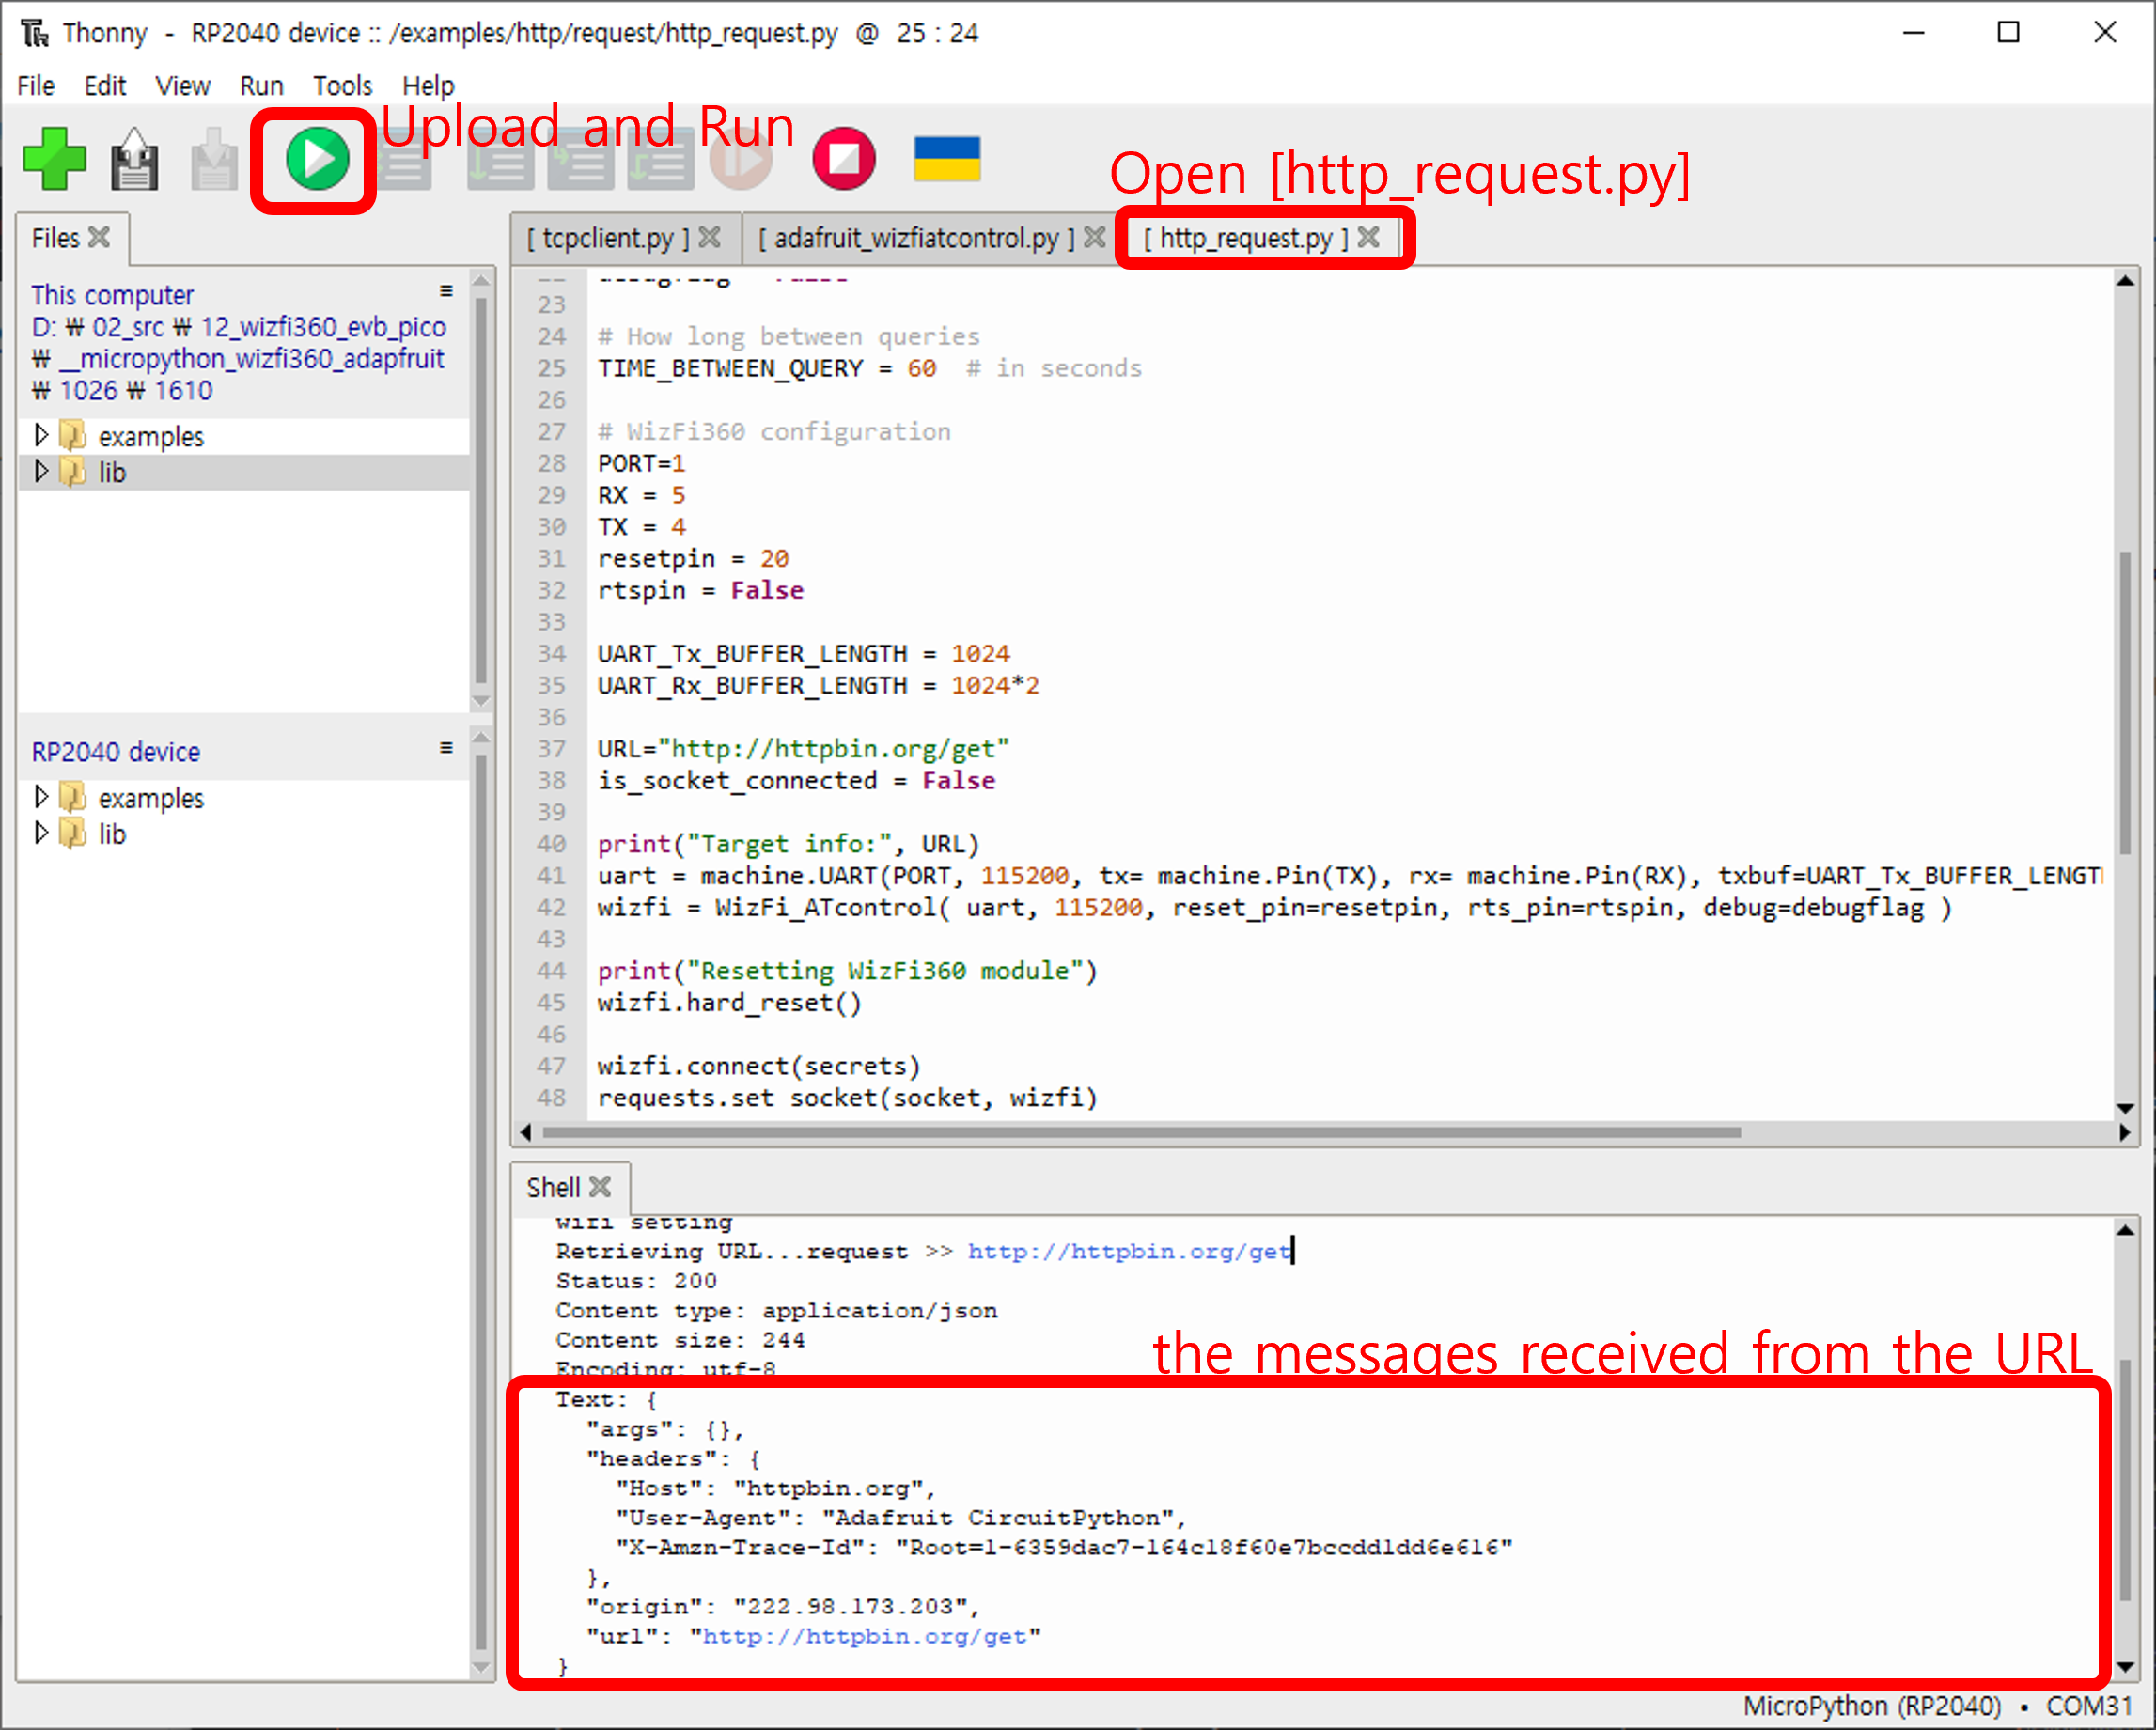 Thonny - RP2040 device :: /examples/http/request/http_request.py @ 25 : 24
File Edit View Run Tools Help
Upload and Run
Open [http_request.py]
Files
[ tcpclient.py ]
[ adafruit_wizfiatcontrol.py ]
[ http_request.py ]
This computer
D: ₩ 02_src ₩ 12_wizfi360_evb_pico
₩ __micropython_wizfi360_adapfruit
₩ 1026 ₩ 1610
examples
lib
RP2040 device
examples
lib
23
24 # How long between queries
25 TIME_BETWEEN_QUERY = 60 # in seconds
26
27 # WizFi360 configuration
28 PORT=1
29 RX = 5
30 TX = 4
31 resetpin = 20
32 rtspin = False
33
34 UART_Tx_BUFFER_LENGTH = 1024
35 UART_Rx_BUFFER_LENGTH = 1024*2
36
37 URL="http://httpbin.org/get"
38 is_socket_connected = False
39
40 print("Target info:", URL)
41 uart = machine.UART(PORT, 115200, tx= machine.Pin(TX), rx= machine.Pin(RX), txbuf=UART_Tx_BUFFER_LENGT
42 wizfi = WizFi_ATcontrol( uart, 115200, reset_pin=resetpin, rts_pin=rtspin, debug=debugflag )
43
44 print("Resetting WizFi360 module")
45 wizfi.hard_reset()
46
47 wizfi.connect(secrets)
48 requests.set socket(socket, wizfi)
Shell
wifi setting
Retrieving URL...request >> http://httpbin.org/get
Status: 200
Content type: application/json
Content size: 244
Encoding: utf-8
the messages received from the URL
Text: {
"args": {},
"headers": {
"Host": "httpbin.org",
"User-Agent": "Adafruit CircuitPython",
"X-Amzn-Trace-Id": "Root=1-6359dac7-164c18f60e7bccdd1dd6e616"
},
"origin": "222.98.173.203",
"url": "http://httpbin.org/get"
}
MicroPython (RP2040) • COM31